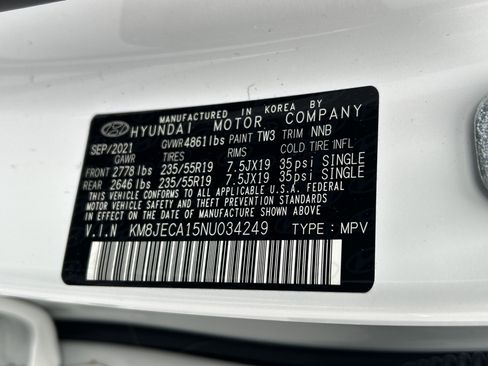 MANUFACTURED IN KOREA BY
HYUNDAI MOTOR COMPANY
SEP/2021 GVWR4861lbs PAINT TW3 TRIM NNB
GAWR TIRES RIMS COLD TIRE INFL
FRONT 2778 lbs 235/55R19 7.5JX19 35psi SINGLE
REAR 2646 lbs 235/55R19 7.5JX19 35psi SINGLE
THIS VEHICLE CONFORMS TO ALL APPLICABLE U.S.A. FEDERAL
MOTOR VEHICLE SAFETY AND THEFT PREVENTION STANDARDS
IN EFFECT ON THE DATE OF MANUFACTURE SHOWN ABOVE.
V.I.N KM8JECA15NU034249 TYPE : MPV